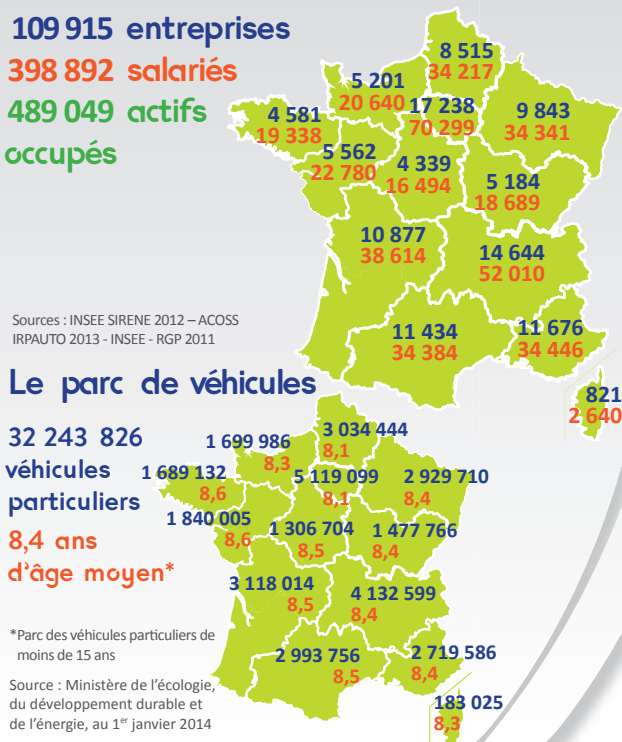 109 915 entreprises
398 892 salariés
489 049 actifs
occupés
8 515
34 217
5 201
20 640
17 238
70 299
9 843
34 341
4 581
19 338
5 562
22 780
4 339
16 494
5 184
18 689
10 877
38 614
14 644
52 010
11 434
34 384
11 676
34 446
821
2 640
Sources : INSEE SIRENE 2012 – ACOSS
IRPAUTO 2013 - INSEE - RGP 2011
Le parc de véhicules
32 243 826
véhicules
particuliers
8,4 ans
d'âge moyen*
3 034 444
8,1
1 699 986
8,3
1 689 132
8,6
5 119 099
8,1
2 929 710
8,4
1 840 005
8,6
1 306 704
8,5
1 477 766
8,4
3 118 014
8,5
4 132 599
8,4
2 993 756
8,5
2 719 586
8,4
183 025
8,3
*Parc des véhicules particuliers de
moins de 15 ans
Source : Ministère de l'écologie,
du développement durable et
de l'énergie, au 1er janvier 2014